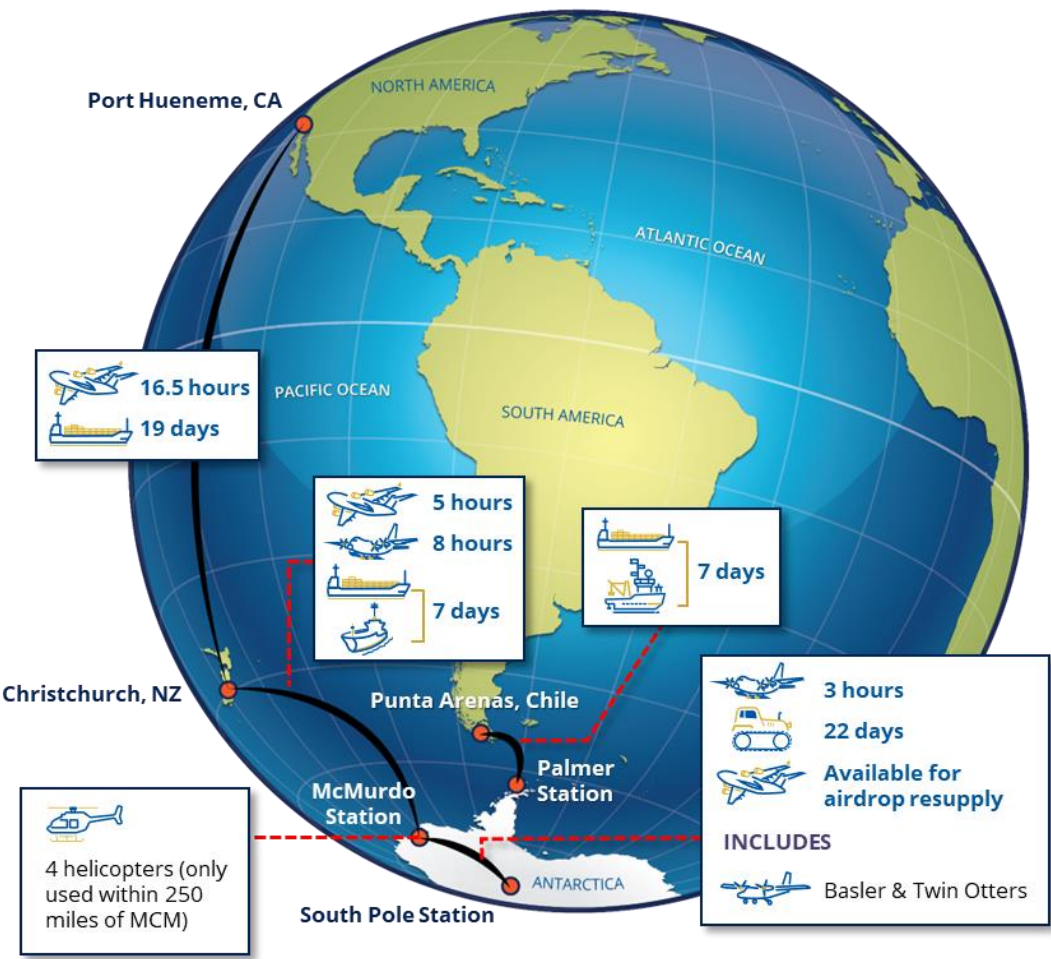 NORTH AMERICA
Port Hueneme, CA
ATLANTIC OCEAN
16.5 hours
19 days
PACIFIC OCEAN
SOUTH AMERICA
5 hours
8 hours
7 days
7 days
Christchurch, NZ
Punta Arenas, Chile
3 hours
22 days
Available for
airdrop resupply
INCLUDES
Basler & Twin Otters
Palmer
Station
McMurdo
Station
4 helicopters (only
used within 250
miles of MCM)
ANTARCTICA
South Pole Station